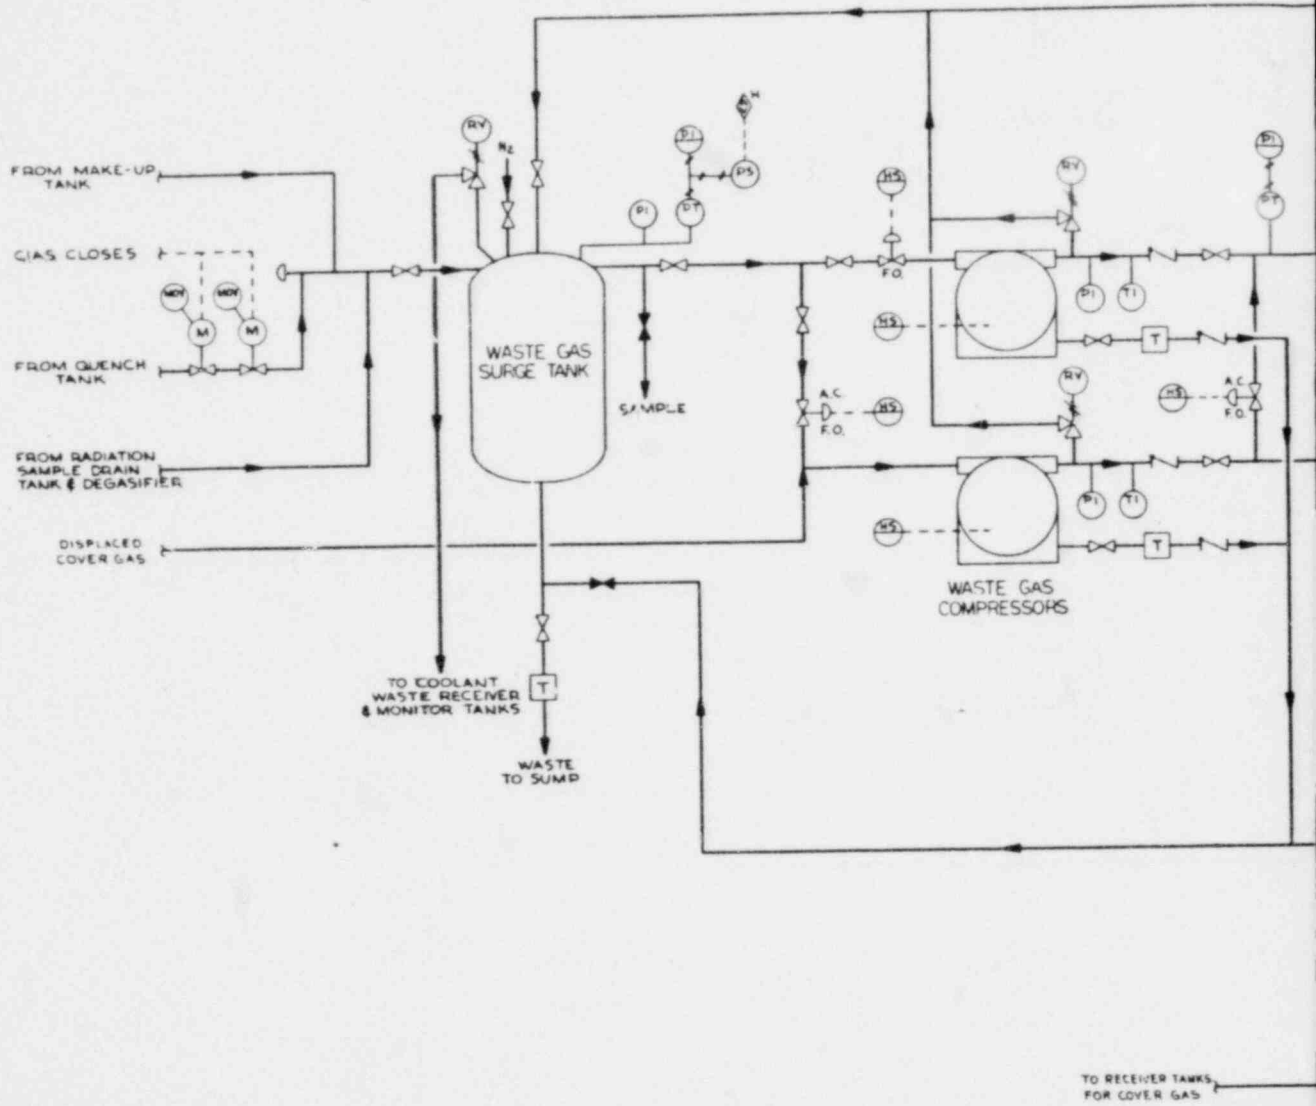 FROM MAKE-UP
TANK
CIAS CLOSES
MOV
MOV
M
M
FROM QUENCH
TANK
FROM RADIATION
SAMPLE DRAIN
TANK & DEGASIFIER
DISPLACED
COVER GAS
RV
N2
PI
H
PS
PI
PT
WASTE GAS
SURGE TANK
SAMPLE
HS
F.O.
A.C.
HS
F.O.
RV
PI
TI
HS
T
RV
PI
PT
A.C.
HS
F.O.
PI
TI
HS
T
WASTE GAS
COMPRESSORS
TO COOLANT
WASTE RECEIVER
& MONITOR TANKS
T
WASTE
TO SUMP
TO RECEIVER TANKS
FOR COVER GAS